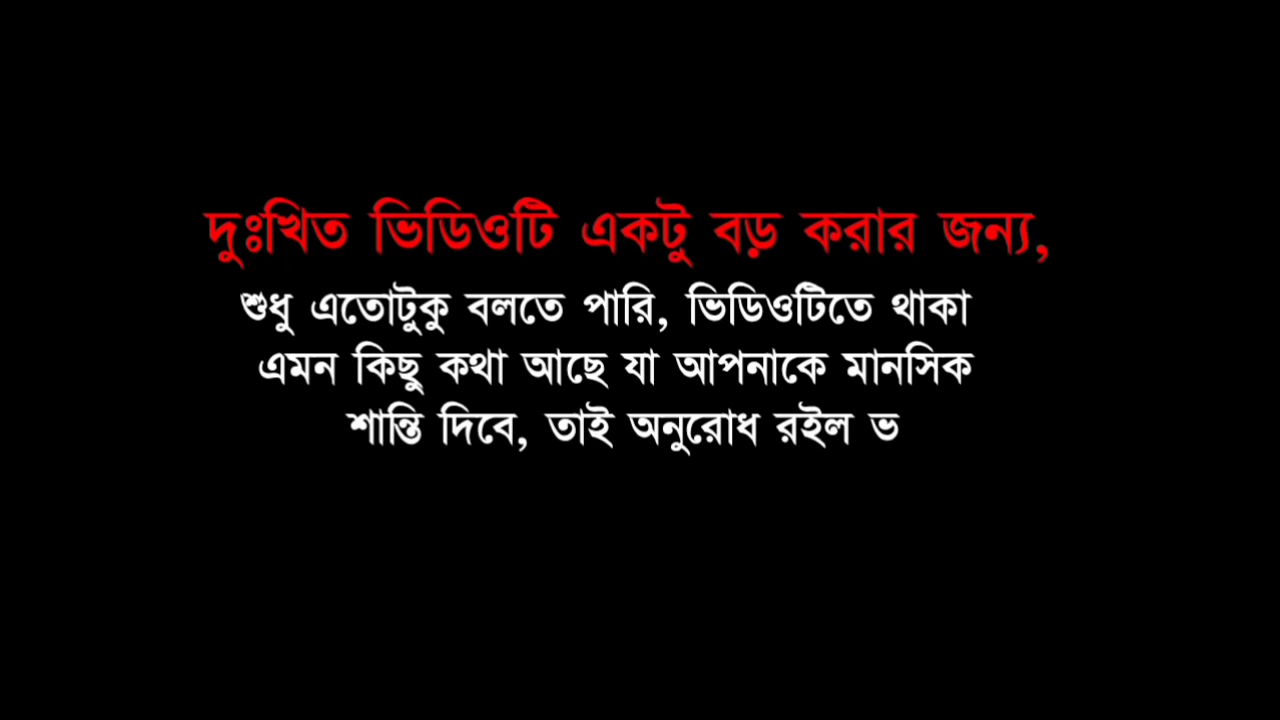 দুঃখিত ভিডিওটি একটু বড় করার জন্য,
শুধু এতোটুকু বলতে পারি, ভিডিওটিতে থাকা
এমন কিছু কথা আছে যা আপনাকে মানসিক
শান্তি দিবে, তাই অনুরোধ রইল ভ